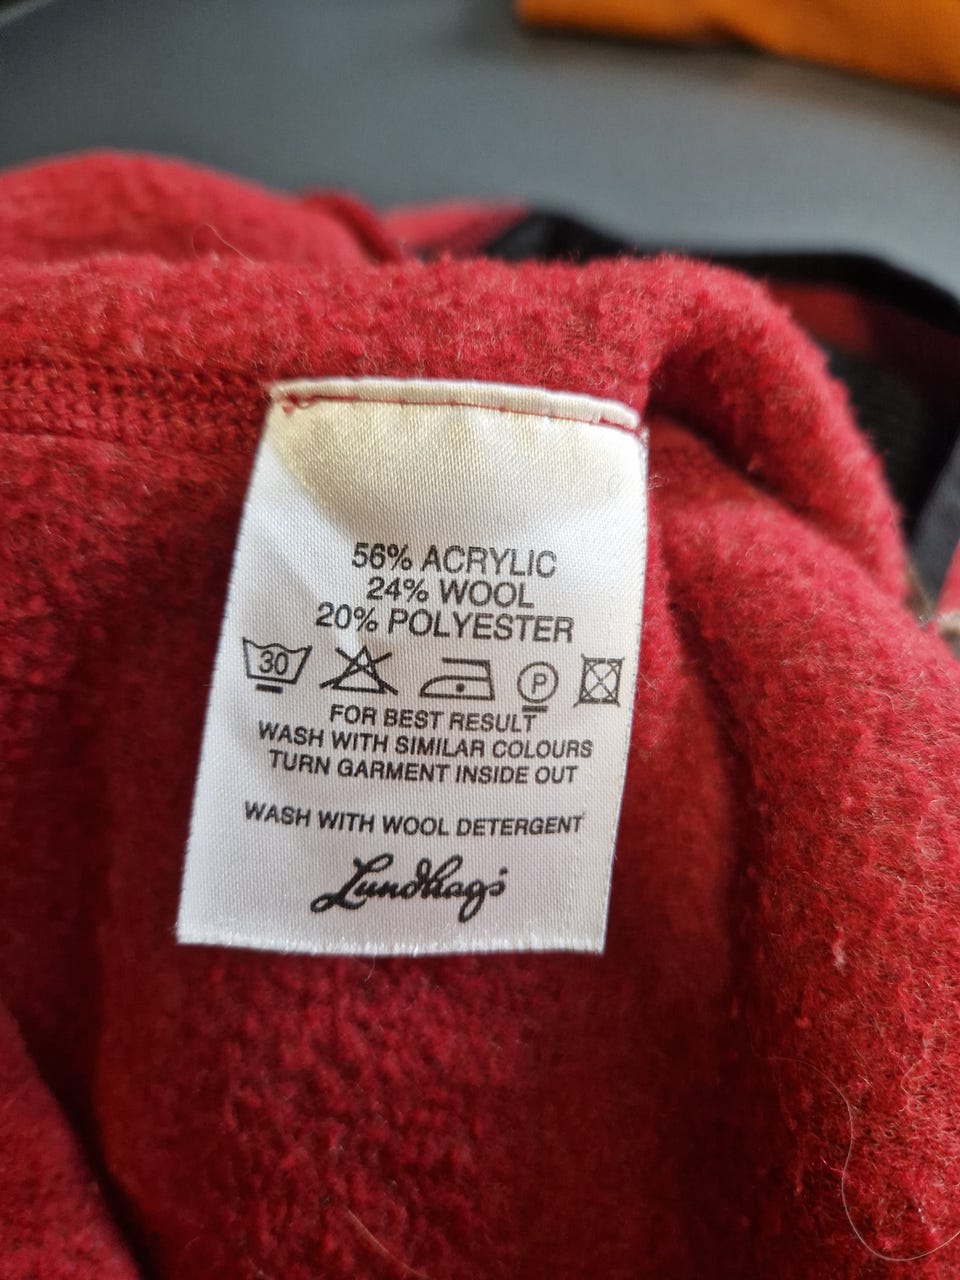 56% ACRYLIC
24% WOOL
20% POLYESTER
30 P
FOR BEST RESULT
WASH WITH SIMILAR COLOURS
TURN GARMENT INSIDE OUT
WASH WITH WOOL DETERGENT
Lundhags